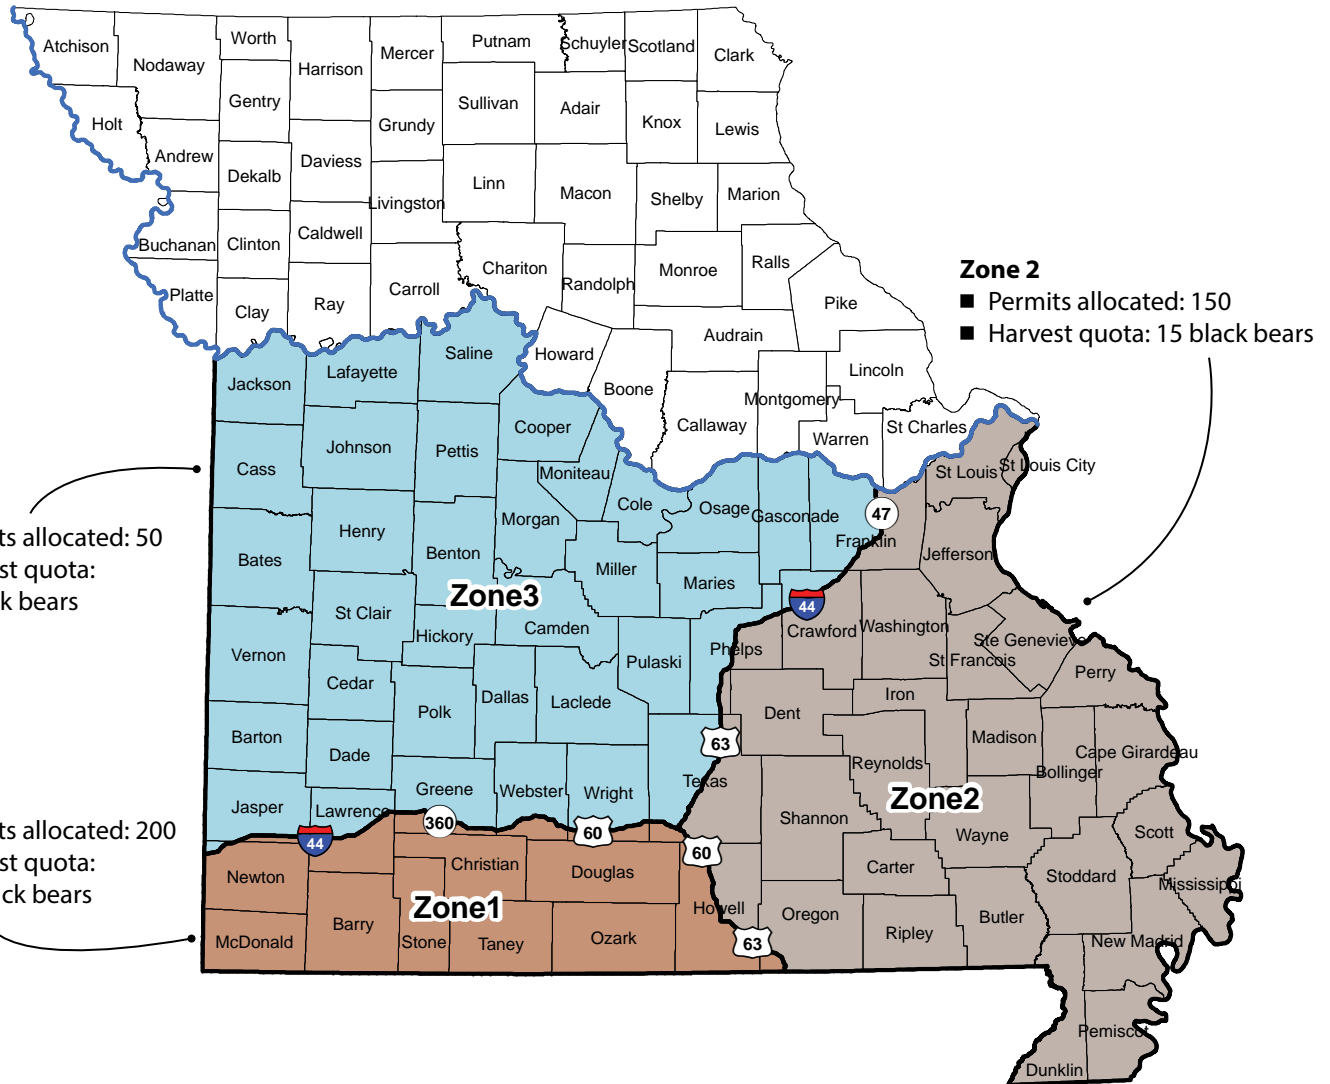 Atchison
Nodaway
Worth
Harrison
Mercer
Putnam
Schuyler
Scotland
Clark
Holt
Gentry
Sullivan
Adair
Knox
Lewis
Andrew
Dekalb
Daviess
Grundy
Linn
Macon
Shelby
Marion
Livingston
Buchanan
Clinton
Caldwell
Chariton
Randolph
Monroe
Ralls
Platte
Clay
Ray
Carroll
Pike
Audrain
Zone 2
■ Permits allocated: 150
■ Harvest quota: 15 black bears
Jackson
Lafayette
Saline
Howard
Boone
Callaway
Montgomery
Lincoln
Warren
St Charles
Cass
Johnson
Pettis
Cooper
Moniteau
Cole
Osage
Gasconade
47
Franklin
St Louis
St Louis City
ts allocated: 50
st quota:
k bears
Bates
Henry
Benton
Morgan
Miller
Maries
Jefferson
Zone3
44
St Clair
Hickory
Camden
Pulaski
Phelps
Crawford
Washington
Ste Genevieve
St Francois
Perry
Vernon
Cedar
Polk
Dallas
Laclede
Dent
Iron
Madison
Bollinger
Cape Girardeau
63
Barton
Dade
Texas
Reynolds
Zone2
Jasper
Lawrence
Greene
Webster
Wright
Shannon
Wayne
Scott
ts allocated: 200
st quota:
ck bears
44
360
60
60
Newton
Christian
Douglas
Carter
Stoddard
Mississippi
Zone1
Barry
Howell
Oregon
Ripley
Butler
New Madrid
McDonald
Stone
Taney
Ozark
63
Pemiscot
Dunklin